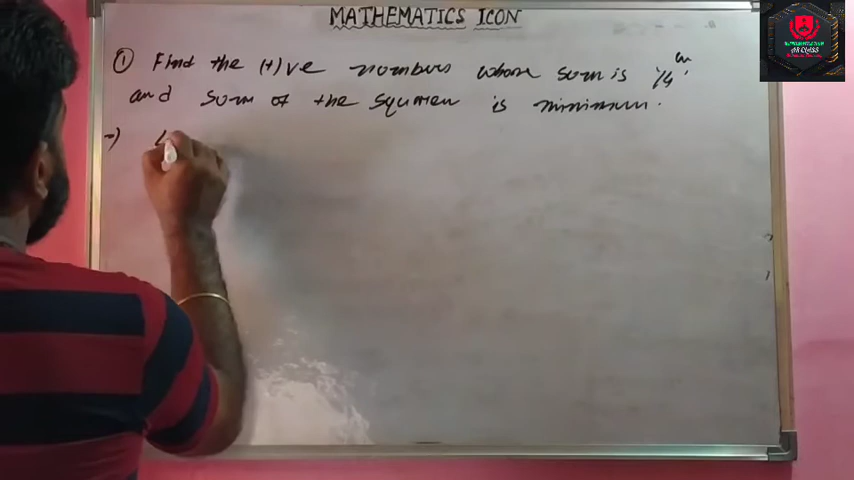 MATHEMATICS ICON
① Find the (+)ve numbers whose sum is 14
and sum of the squares is minimum.
⇒)